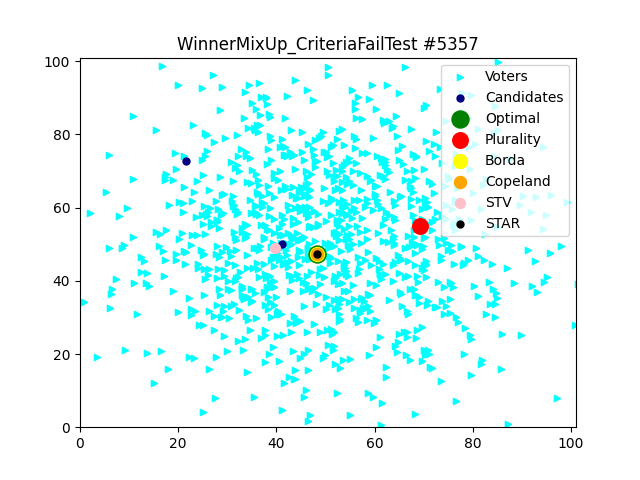 WinnerMixUp_CriteriaFailTest #5357
100
80
60
40
20
0
0 20 40 60 80 100
Voters
Candidates
Optimal
Plurality
Borda
Copeland
STV
STAR